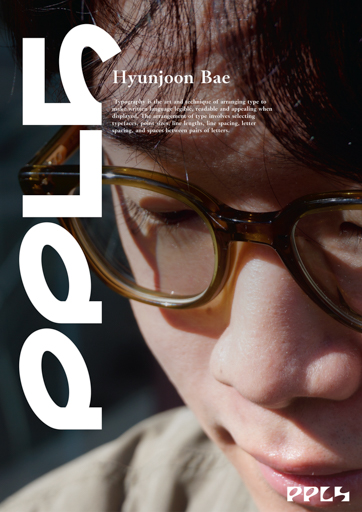 PPLS
Hyunjoon Bae
Typography is the art and technique of arranging type to
make written language legible, readable and appealing when
displayed. The arrangement of type involves selecting
typefaces, point sizes, line lengths, line spacing, letter
spacing, and spaces between pairs of letters.
PPLS